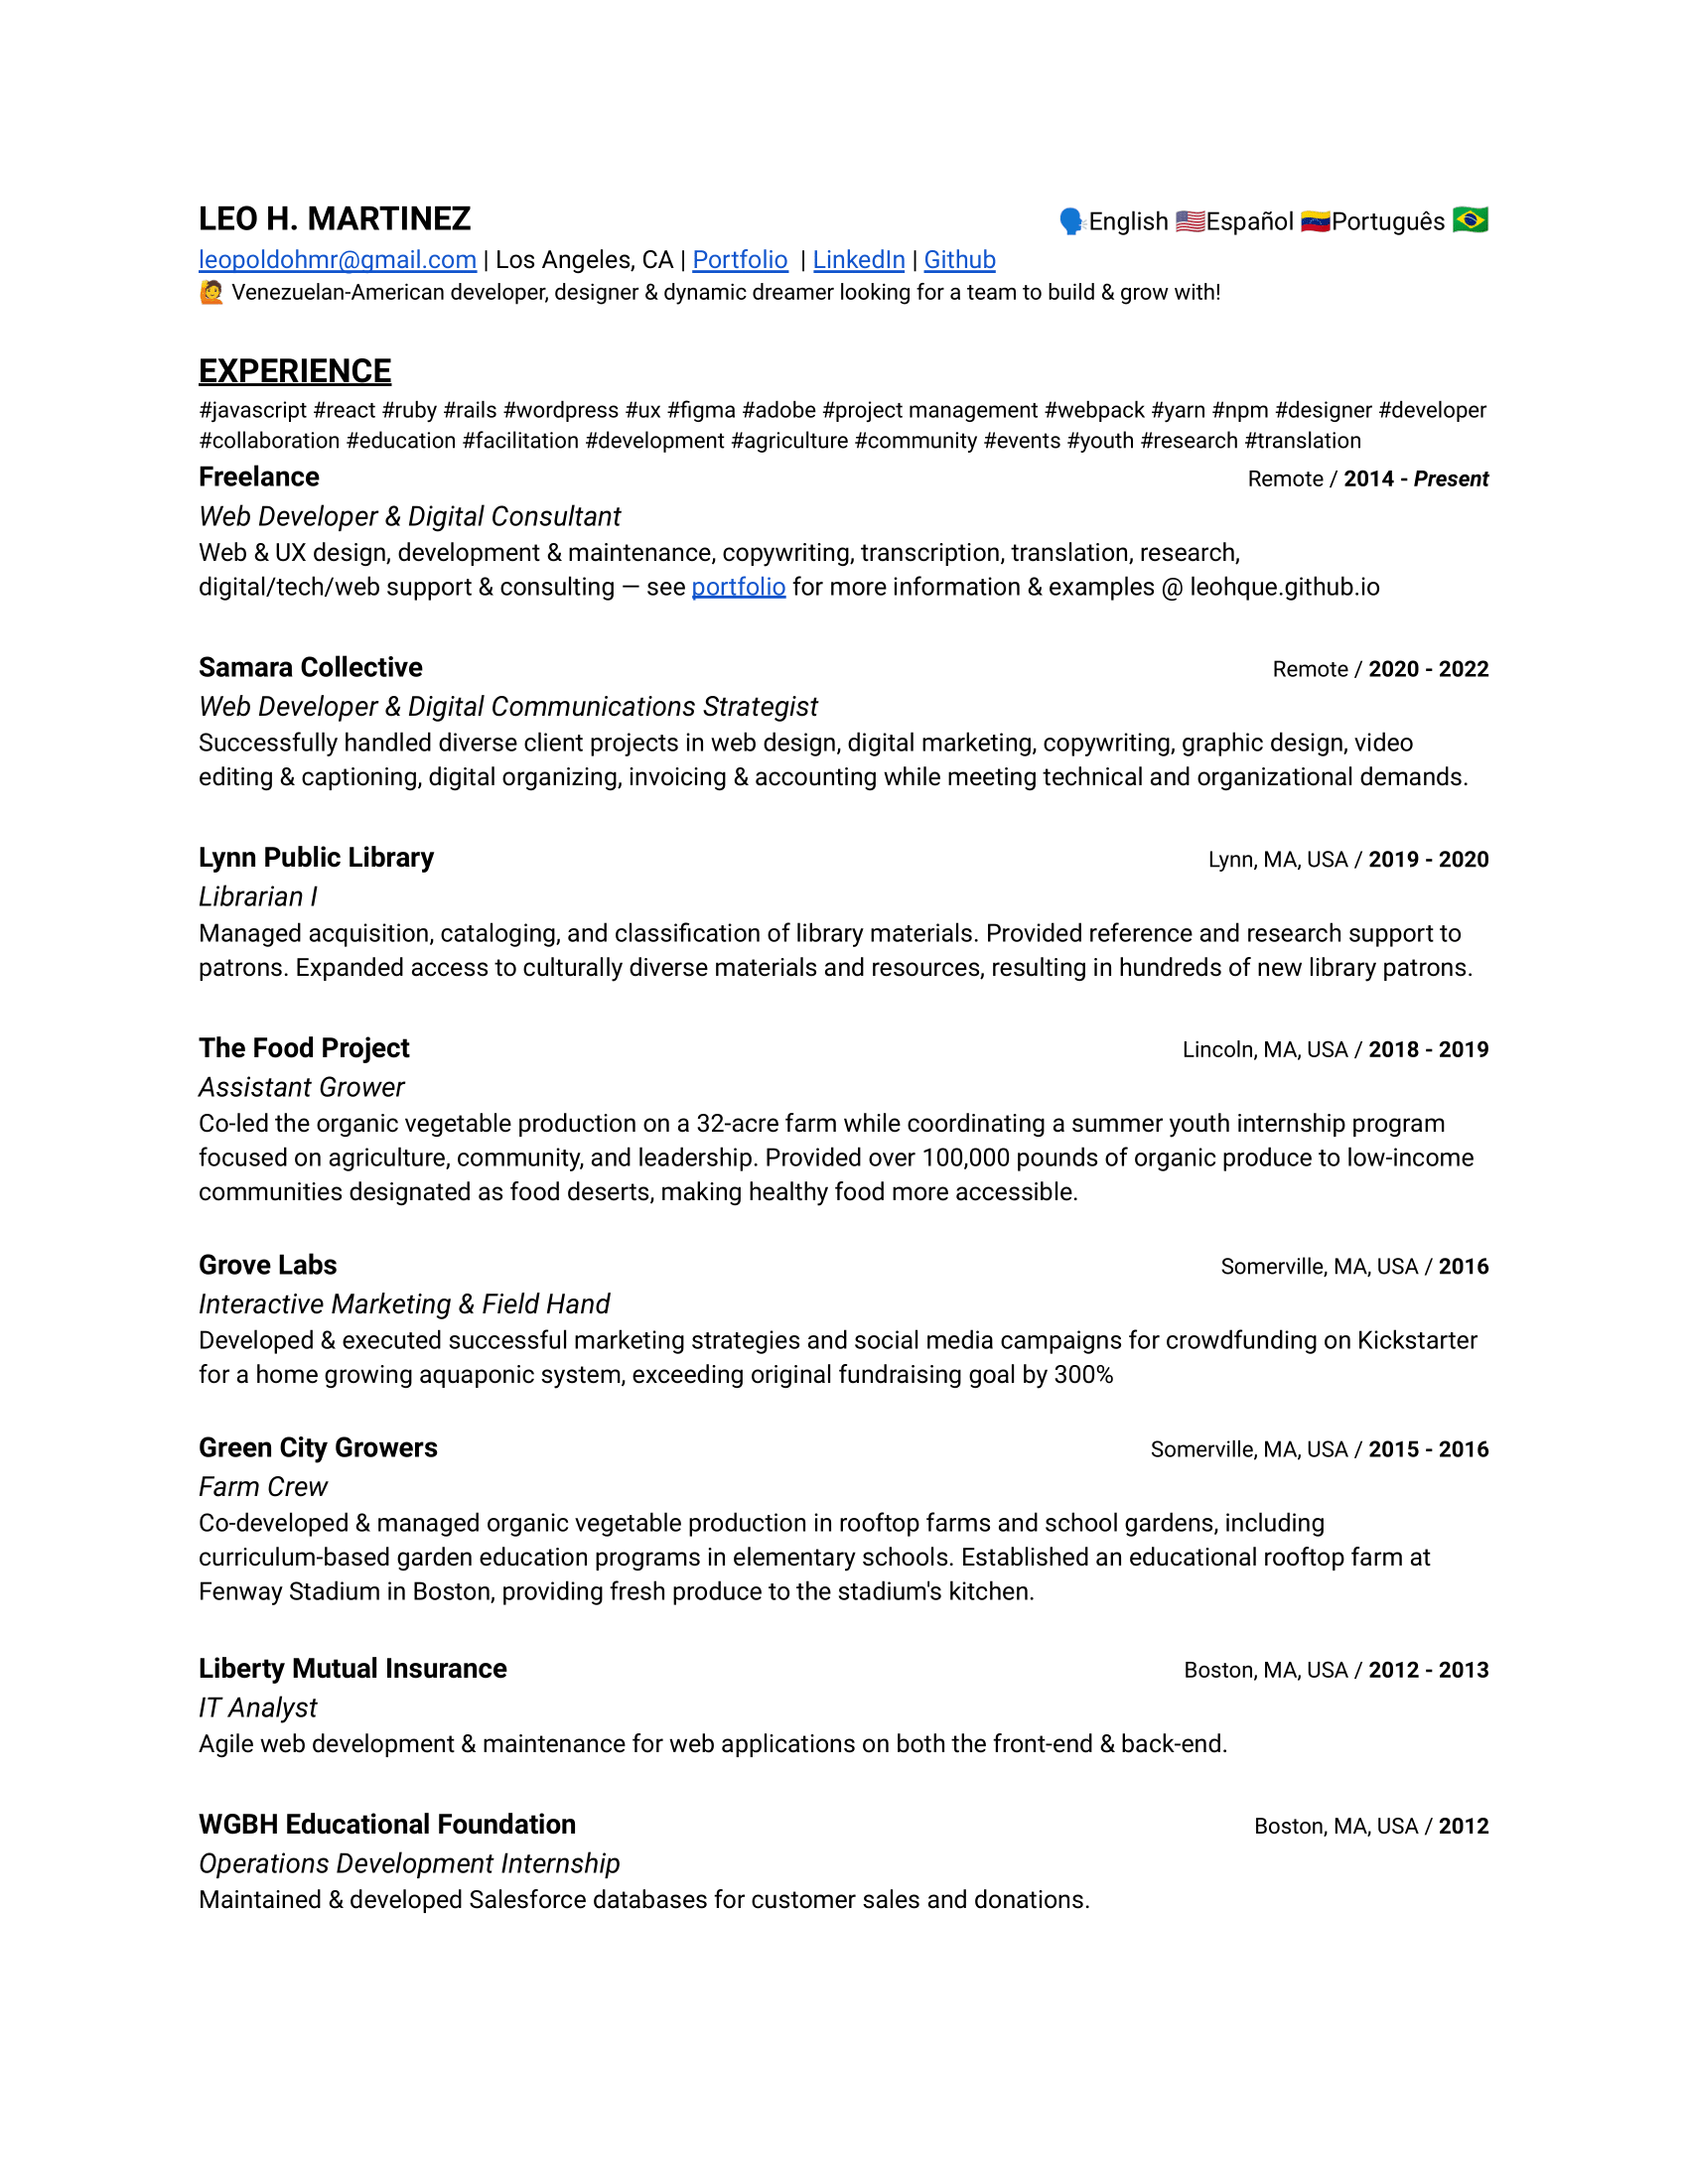 LEO H. MARTINEZ 🗣️English 🇺🇸Español 🇻🇪Português 🇧🇷
leopoldohmr@gmail.com | Los Angeles, CA | Portfolio | LinkedIn | Github
🙋 Venezuelan-American developer, designer & dynamic dreamer looking for a team to build & grow with!
EXPERIENCE
#javascript #react #ruby #rails #wordpress #ux #figma #adobe #project management #webpack #yarn #npm #designer #developer
#collaboration #education #facilitation #development #agriculture #community #events #youth #research #translation
Freelance Remote / 2014 - Present
Web Developer & Digital Consultant
Web & UX design, development & maintenance, copywriting, transcription, translation, research,
digital/tech/web support & consulting — see portfolio for more information & examples @ leohque.github.io
Samara Collective Remote / 2020 - 2022
Web Developer & Digital Communications Strategist
Successfully handled diverse client projects in web design, digital marketing, copywriting, graphic design, video
editing & captioning, digital organizing, invoicing & accounting while meeting technical and organizational demands.
Lynn Public Library Lynn, MA, USA / 2019 - 2020
Librarian I
Managed acquisition, cataloging, and classification of library materials. Provided reference and research support to
patrons. Expanded access to culturally diverse materials and resources, resulting in hundreds of new library patrons.
The Food Project Lincoln, MA, USA / 2018 - 2019
Assistant Grower
Co-led the organic vegetable production on a 32-acre farm while coordinating a summer youth internship program
focused on agriculture, community, and leadership. Provided over 100,000 pounds of organic produce to low-income
communities designated as food deserts, making healthy food more accessible.
Grove Labs Somerville, MA, USA / 2016
Interactive Marketing & Field Hand
Developed & executed successful marketing strategies and social media campaigns for crowdfunding on Kickstarter
for a home growing aquaponic system, exceeding original fundraising goal by 300%
Green City Growers Somerville, MA, USA / 2015 - 2016
Farm Crew
Co-developed & managed organic vegetable production in rooftop farms and school gardens, including
curriculum-based garden education programs in elementary schools. Established an educational rooftop farm at
Fenway Stadium in Boston, providing fresh produce to the stadium's kitchen.
Liberty Mutual Insurance Boston, MA, USA / 2012 - 2013
IT Analyst
Agile web development & maintenance for web applications on both the front-end & back-end.
WGBH Educational Foundation Boston, MA, USA / 2012
Operations Development Internship
Maintained & developed Salesforce databases for customer sales and donations.